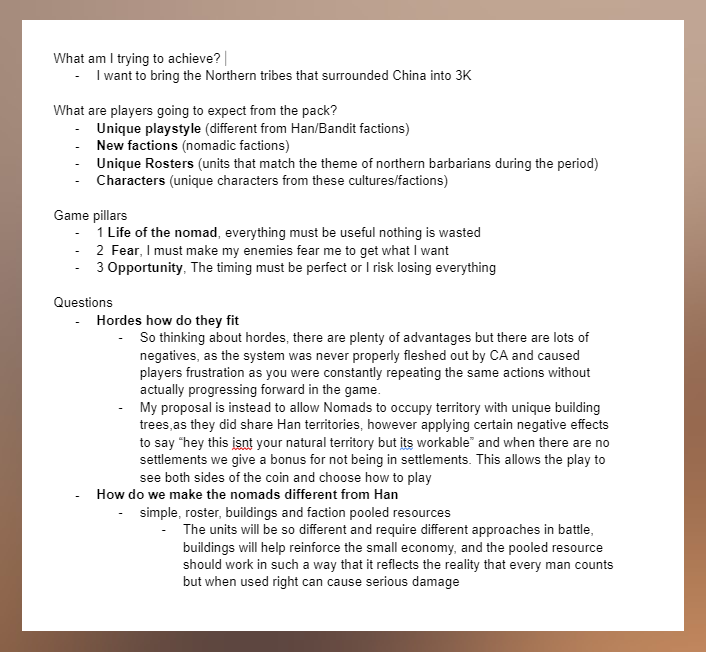 What am I trying to achieve?
- I want to bring the Northern tribes that surrounded China into 3K
What are players going to expect from the pack?
- Unique playstyle (different from Han/Bandit factions)
- New factions (nomadic factions)
- Unique Rosters (units that match the theme of northern barbarians during the period)
- Characters (unique characters from these cultures/factions)
Game pillars
- 1 Life of the nomad, everything must be useful nothing is wasted
- 2 Fear, I must make my enemies fear me to get what I want
- 3 Opportunity, The timing must be perfect or I risk losing everything
Questions
- Hordes how do they fit
- So thinking about hordes, there are plenty of advantages but there are lots of
negatives, as the system was never properly fleshed out by CA and caused
players frustration as you were constantly repeating the same actions without
actually progressing forward in the game.
- My proposal is instead to allow Nomads to occupy territory with unique building
trees,as they did share Han territories, however applying certain negative effects
to say "hey this isnt your natural territory but its workable" and when there are no
settlements we give a bonus for not being in settlements. This allows the play to
see both sides of the coin and choose how to play
- How do we make the nomads different from Han
- simple, roster, buildings and faction pooled resources
- The units will be so different and require different approaches in battle,
buildings will help reinforce the small economy, and the pooled resource
should work in such a way that it reflects the reality that every man counts
but when used right can cause serious damage